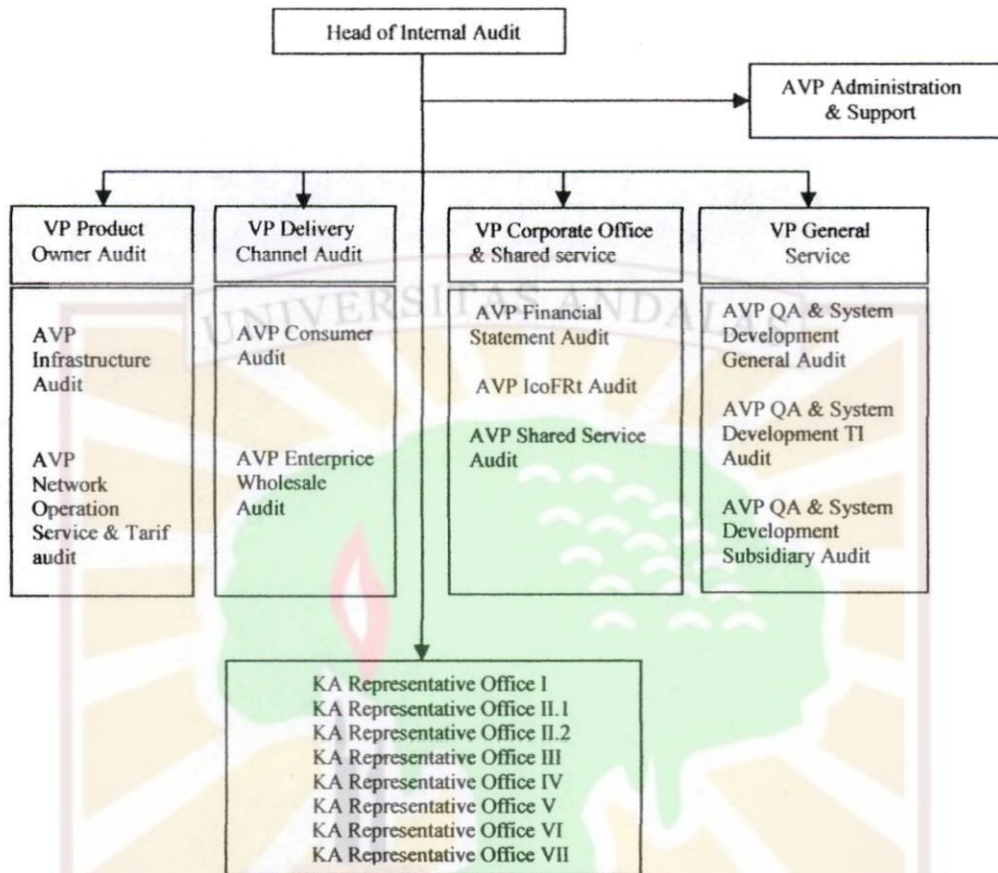 Head of Internal Audit
AVP Administration
& Support
VP Product
Owner Audit
VP Delivery
Channel Audit
VP Corporate Office
& Shared service
VP General
Service
UNIVERSITAS ANDALAS
AVP
Infrastructure
Audit
AVP
Network
Operation
Service & Tarif
audit
AVP Consumer
Audit
AVP Enterprice
Wholesale
Audit
AVP Financial
Statement Audit
AVP IcoFRt Audit
AVP Shared Service
Audit
AVP QA & System
Development
General Audit
AVP QA & System
Development TI
Audit
AVP QA & System
Development
Subsidiary Audit
KA Representative Office I
KA Representative Office II.1
KA Representative Office II.2
KA Representative Office III
KA Representative Office IV
KA Representative Office V
KA Representative Office VI
KA Representative Office VII